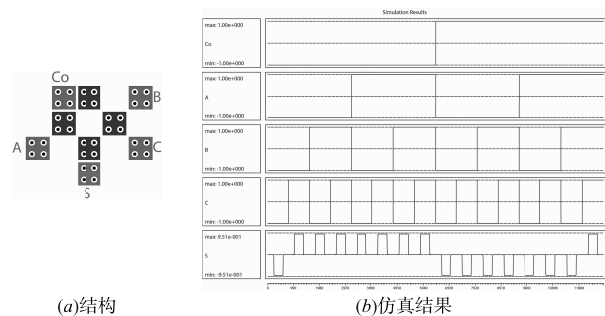 Simulation Results
Co
B
A
C
S
max: 1.00e+000
Co
min: -1.00e+000
max: 1.00e+000
A
min: -1.00e+000
max: 1.00e+000
B
min: -1.00e+000
max: 1.00e+000
C
min: -1.00e+000
max: 9.51e-001
S
min: -9.51e-001
(a)结构
(b)仿真结果